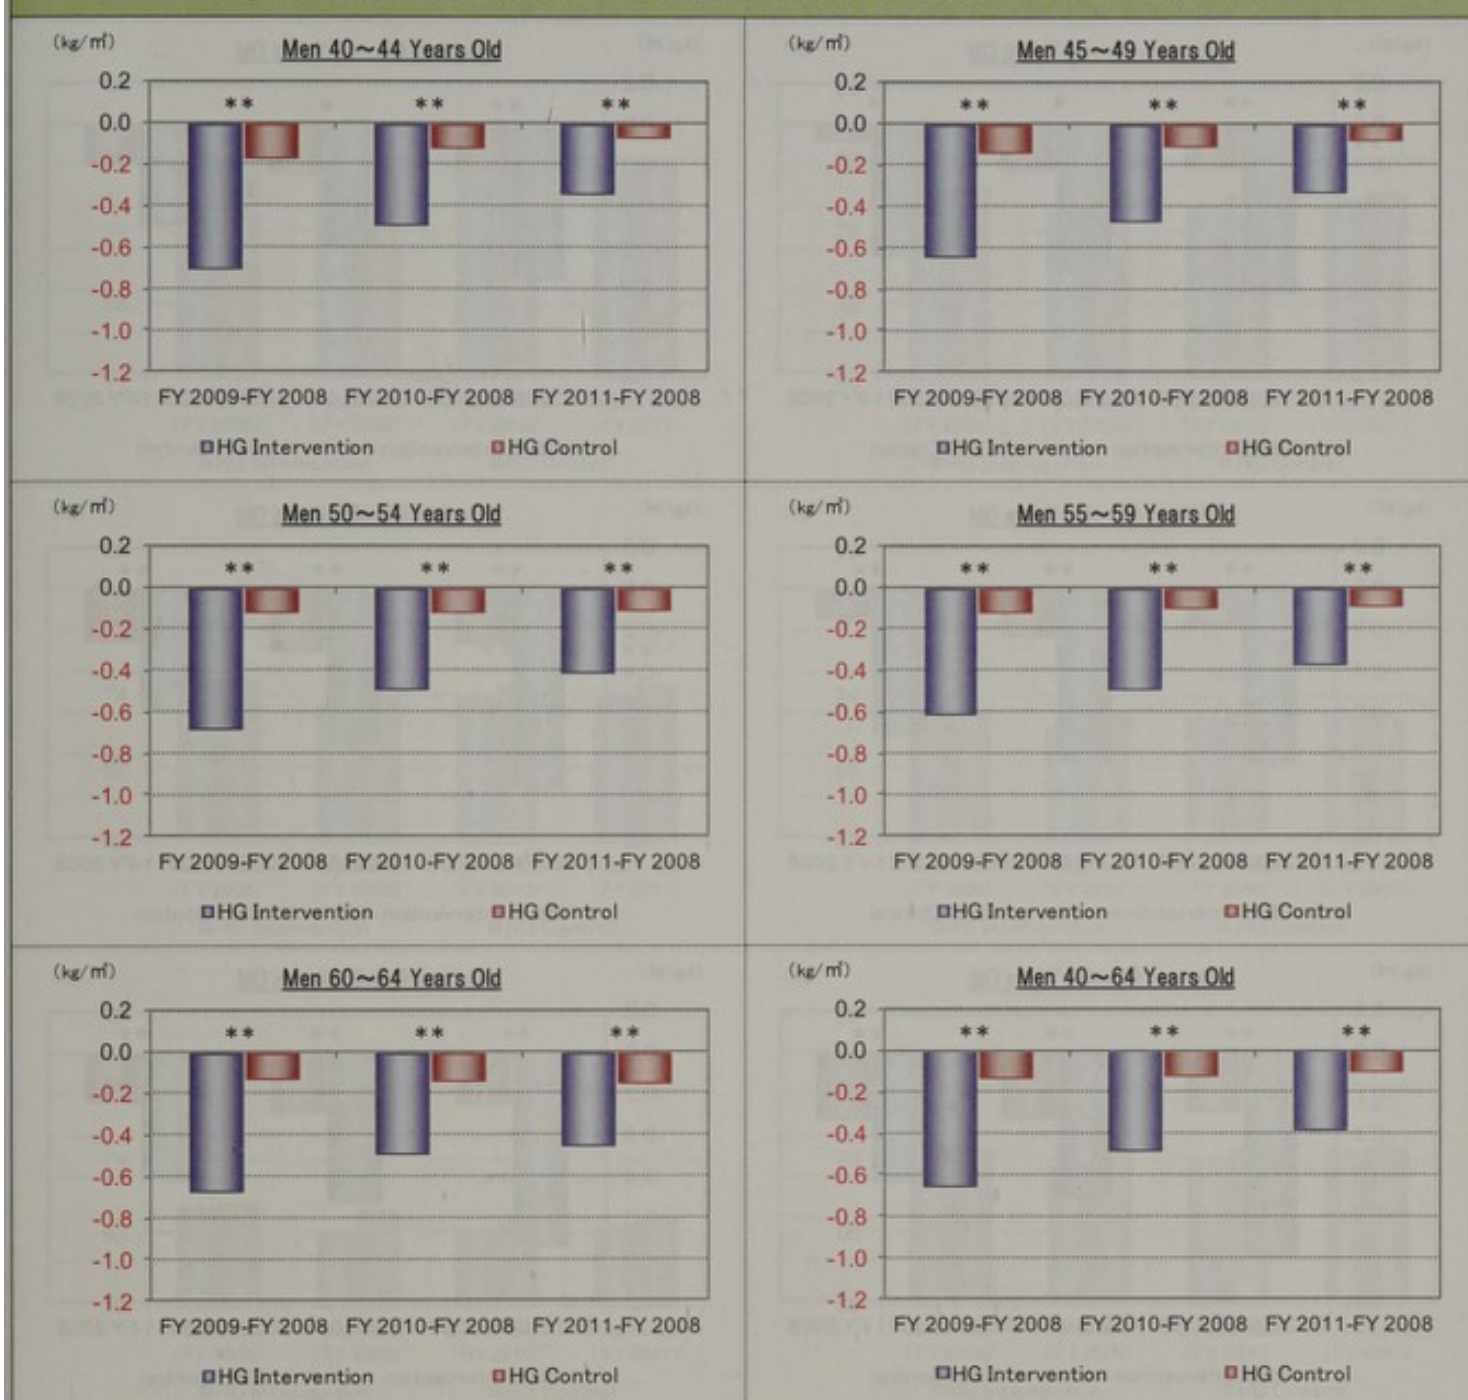 (kg/㎡)
Men 40～44 Years Old
0.2
0.0
-0.2
-0.4
-0.6
-0.8
-1.0
-1.2
** ** **
FY 2009-FY 2008 FY 2010-FY 2008 FY 2011-FY 2008
HG Intervention HG Control
(kg/㎡)
Men 45～49 Years Old
0.2
0.0
-0.2
-0.4
-0.6
-0.8
-1.0
-1.2
** ** **
FY 2009-FY 2008 FY 2010-FY 2008 FY 2011-FY 2008
HG Intervention HG Control
(kg/㎡)
Men 50～54 Years Old
0.2
0.0
-0.2
-0.4
-0.6
-0.8
-1.0
-1.2
** ** **
FY 2009-FY 2008 FY 2010-FY 2008 FY 2011-FY 2008
HG Intervention HG Control
(kg/㎡)
Men 55～59 Years Old
0.2
0.0
-0.2
-0.4
-0.6
-0.8
-1.0
-1.2
** ** **
FY 2009-FY 2008 FY 2010-FY 2008 FY 2011-FY 2008
HG Intervention HG Control
(kg/㎡)
Men 60～64 Years Old
0.2
0.0
-0.2
-0.4
-0.6
-0.8
-1.0
-1.2
** ** **
FY 2009-FY 2008 FY 2010-FY 2008 FY 2011-FY 2008
HG Intervention HG Control
(kg/㎡)
Men 40～64 Years Old
0.2
0.0
-0.2
-0.4
-0.6
-0.8
-1.0
-1.2
** ** **
FY 2009-FY 2008 FY 2010-FY 2008 FY 2011-FY 2008
HG Intervention HG Control